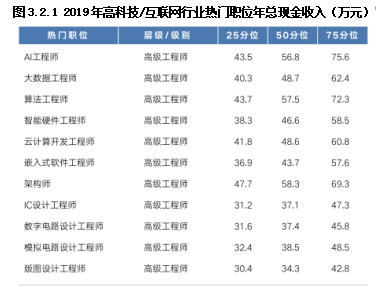 图3.2.1 2019年高科技/互联网行业热门职位年总现金收入（万元）
热门职位 层级/级别 25分位 50分位 75分位
AI工程师 高级工程师 43.5 56.8 75.6
大数据工程师 高级工程师 40.3 48.7 62.4
算法工程师 高级工程师 43.7 57.5 72.3
智能硬件工程师 高级工程师 38.3 46.6 58.5
云计算开发工程师 高级工程师 41.8 48.6 60.8
嵌入式软件工程师 高级工程师 36.9 43.7 57.6
架构师 高级工程师 47.7 58.3 69.3
IC设计工程师 高级工程师 31.2 37.1 47.3
数字电路设计工程师 高级工程师 31.6 37.4 45.8
模拟电路设计工程师 高级工程师 32.4 38.5 48.5
版图设计工程师 高级工程师 30.4 34.3 42.8